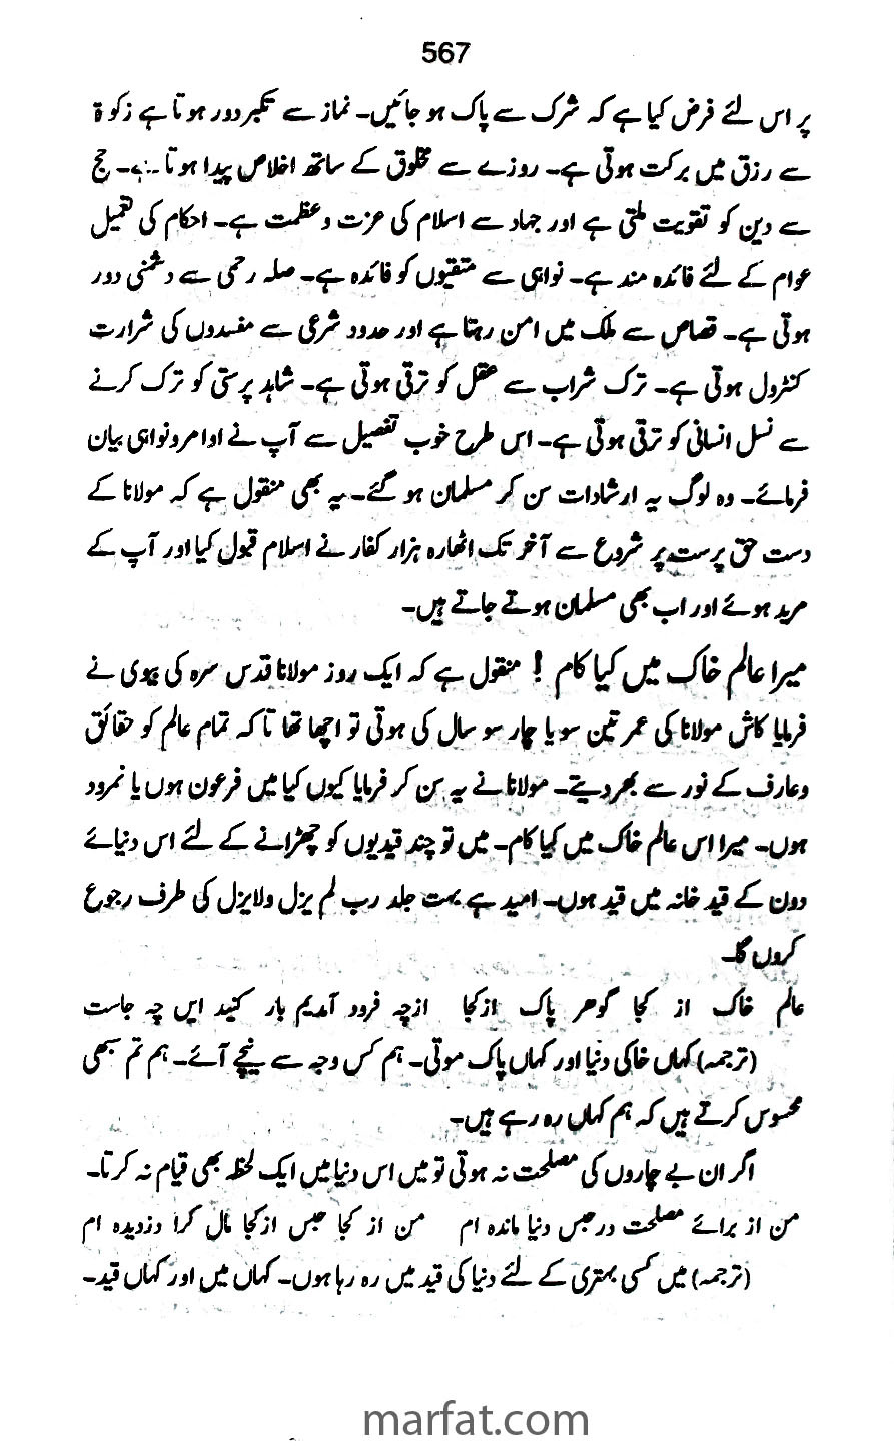 567
پر اس لئے فرض کیا ہے کہ شرک سے پاک ہو جائیں۔ نماز سے تکبر دور ہوتا ہے زکوۃ
سے رزق میں برکت ہوتی ہے۔ روزے سے مخلوق کے ساتھ اخلاص پیدا ہوتا ہے۔ حج
سے دین کو تقویت ملتی ہے اور جہاد سے اسلام کی عزت و عظمت ہے۔ احکام کی تعمیل
عوام کے لئے فائدہ مند ہے۔ نواہی سے متقیوں کو فائدہ ہے۔ صلہ رحمی سے دشمنی دور
ہوتی ہے۔ قصاص سے ملک میں امن رہتا ہے اور حدود شرعی سے مفسدوں کی شرارت
کنٹرول ہوتی ہے۔ ترک شراب سے عقل کو ترقی ہوتی ہے۔ شاہد پرستی کو ترک کرنے
سے نسل انسانی کو ترقی ہوتی ہے۔ اس طرح خوب تفصیل سے آپ نے اوامر و نواہی بیان
فرمائے۔ وہ لوگ یہ ارشادات سن کر مسلمان ہو گئے۔ یہ بھی منقول ہے کہ مولانا کے
دست حق پرست پر شروع سے آخر تک اٹھارہ ہزار کفار نے اسلام قبول کیا اور آپ کے
مرید ہوئے اور اب بھی مسلمان ہوتے جاتے ہیں۔
میرا عالم خاک میں کیا کام ! منقول ہے کہ ایک روز مولانا قدس سرہ کی بیوی نے
فرمایا کاش مولانا کی عمر تین سو یا چار سو سال کی ہوتی تو اچھا تھا تاکہ تمام عالم کو حقائق
و عارف کے نور سے بھر دیتے۔ مولانا نے یہ سن کر فرمایا کیوں کیا میں فرعون ہوں یا نمرود
ہوں۔ میرا اس عالم خاک میں کیا کام۔ میں تو چند قیدیوں کو چھڑانے کے لئے اس دنیائے
دون کے قید خانہ میں قید ہوں۔ امید ہے بہت جلد رب لم یزل ولایزل کی طرف رجوع
کروں گا۔
عالم خاک از کجا گوہر پاک ازکجا ازچہ فرود آمدیم بار کنید ایں چہ جاست
(ترجمہ) کہاں خاکی دنیا اور کہاں پاک موتی۔ ہم کس وجہ سے نیچے آئے۔ ہم تم بھی
محسوس کرتے ہیں کہ ہم کہاں رہ رہے ہیں۔
اگر ان بے چاروں کی مصلحت نہ ہوتی تو میں اس دنیا میں ایک لحظہ بھی قیام نہ کرتا۔
من از برائے مصلحت در حبس دنیا ماندہ ام من از کجا حبس ازکجا مال کرا دزدیدہ ام
(ترجمہ) میں کسی بہتری کے لئے دنیا کی قید میں رہ رہا ہوں۔ کہاں میں اور کہاں قید۔
marfat.com